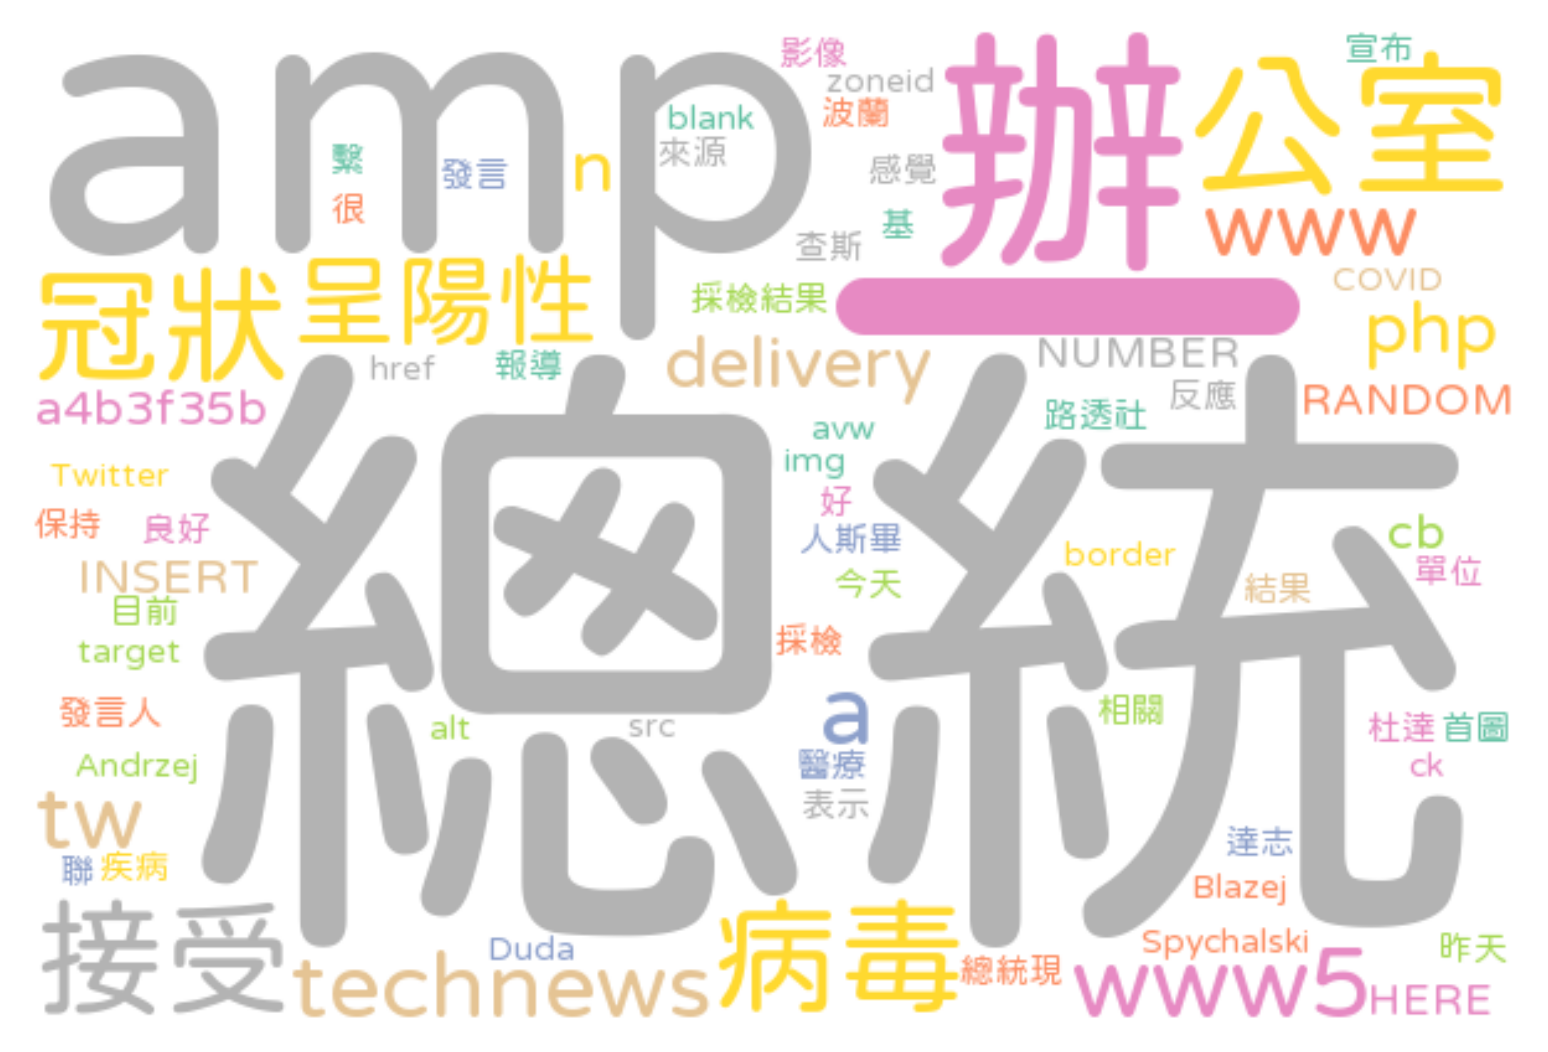 amp
影像
zoneid
波蘭
辦
公室
宣布
blank
來源
繫
發言
n
很
感覺
基
查斯
www
冠狀
呈陽性
採檢結果
一
COVID
php
href
報導
delivery
NUMBER
反應
RANDOM
a4b3f35b
路透社
總統
avw
img
好
Twitter
保持
良好
人斯畢
border
cb
單位
INSERT
今天
結果
目前
target
採檢
發言人
alt
src
a
相關
杜達
首圖
Andrzej
醫療
ck
表示
tw
聯
疾病
達志
Blazej
接受
technews
Duda
病毒
總統現
Spychalski
www5
昨天
HERE